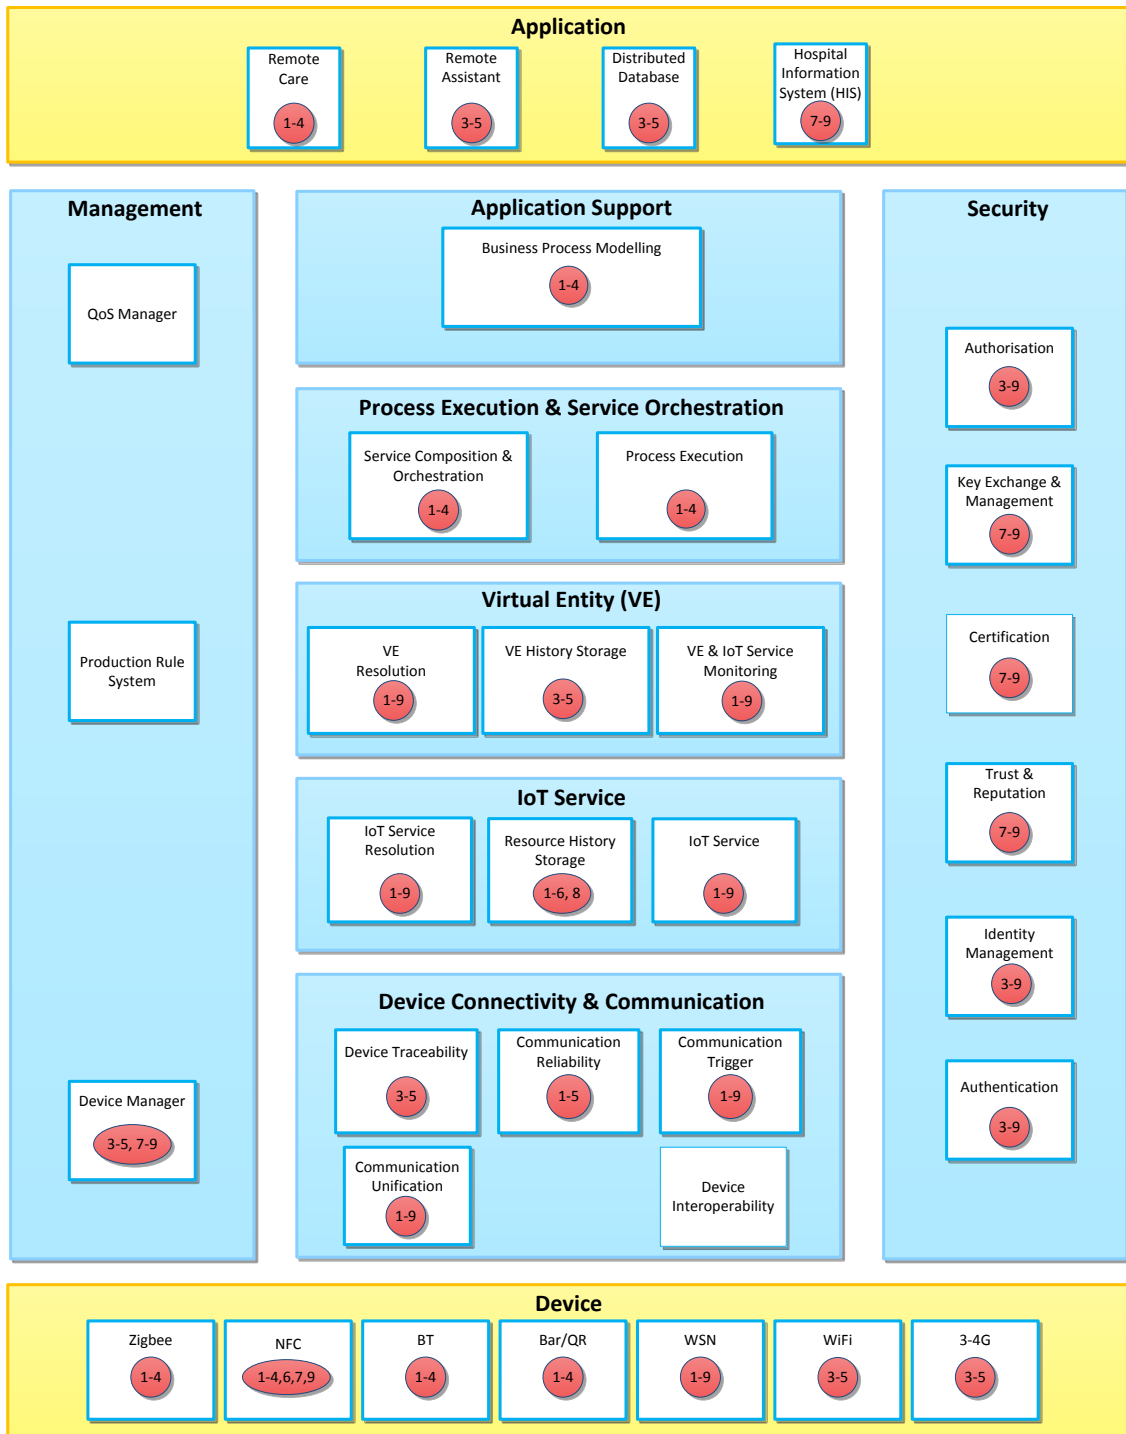 Application
Remote
Care
1-4
Remote
Assistant
3-5
Distributed
Database
3-5
Hospital
Information
System (HIS)
7-9
Management
QoS Manager
Production Rule
System
Device Manager
3-5, 7-9
Application Support
Business Process Modelling
1-4
Process Execution & Service Orchestration
Service Composition &
Orchestration
1-4
Process Execution
1-4
Virtual Entity (VE)
VE
Resolution
1-9
VE History Storage
3-5
VE & IoT Service
Monitoring
1-9
IoT Service
IoT Service
Resolution
1-9
Resource History
Storage
1-6, 8
IoT Service
1-9
Device Connectivity & Communication
Device Traceability
3-5
Communication
Reliability
1-5
Communication
Trigger
1-9
Communication
Unification
1-9
Device
Interoperability
Security
Authorisation
3-9
Key Exchange &
Management
7-9
Certification
7-9
Trust &
Reputation
7-9
Identity
Management
3-9
Authentication
3-9
Device
Zigbee
1-4
NFC
1-4,6,7,9
BT
1-4
Bar/QR
1-4
WSN
1-9
WiFi
3-5
3-4G
3-5